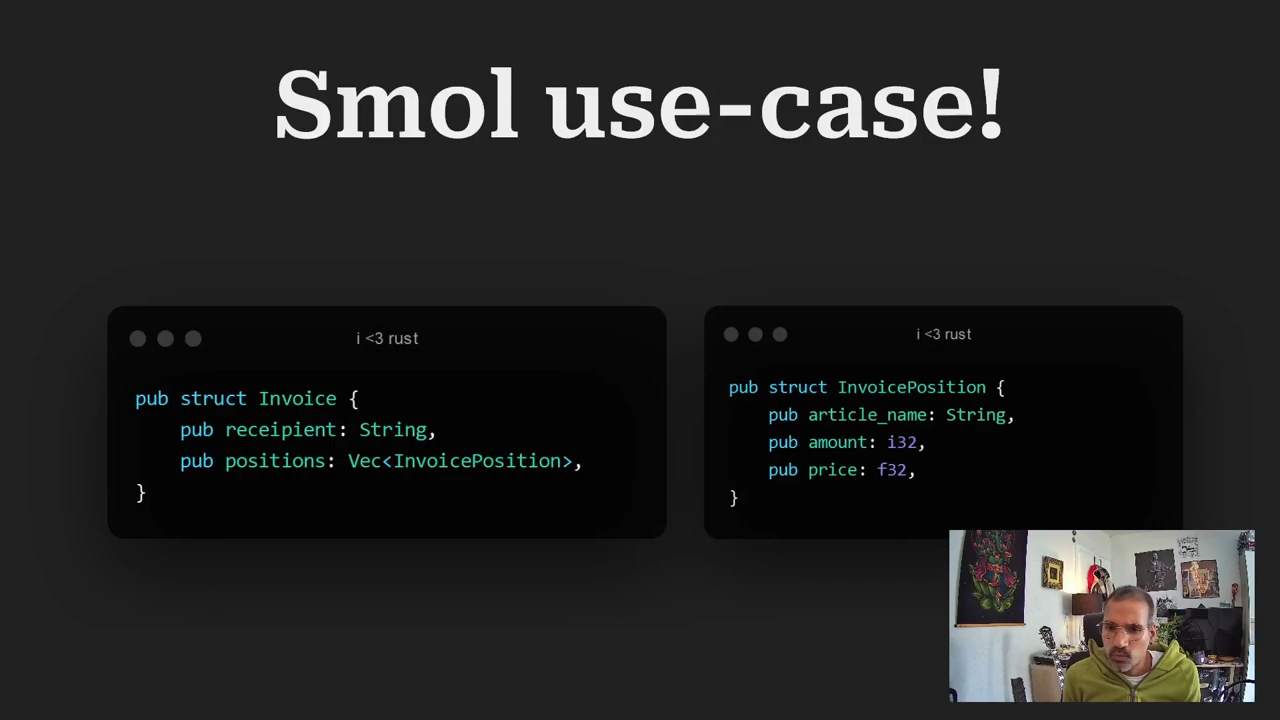 Smol use-case!
i <3 rust
pub struct Invoice {
    pub receipient: String,
    pub positions: Vec<InvoicePosition>,
}
i <3 rust
pub struct InvoicePosition {
    pub article_name: String,
    pub amount: i32,
    pub price: f32,
}